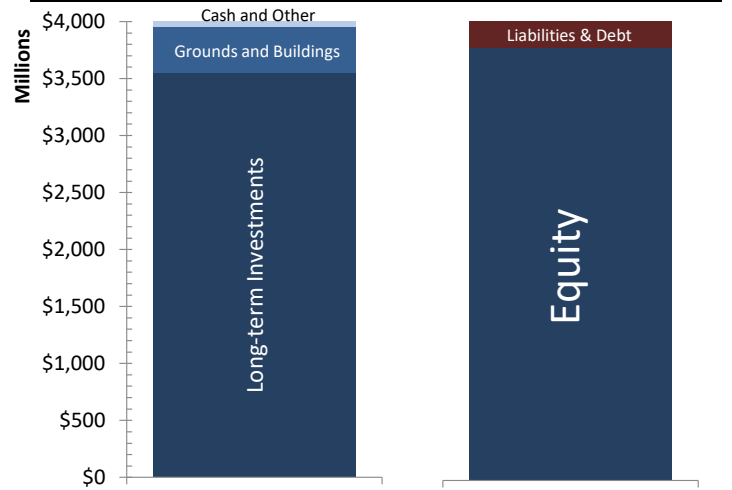 Millions
$4,000
$3,500
$3,000
$2,500
$2,000
$1,500
$1,000
$500
$0
Cash and Other
Grounds and Buildings
Long-term Investments
Liabilities & Debt
Equity